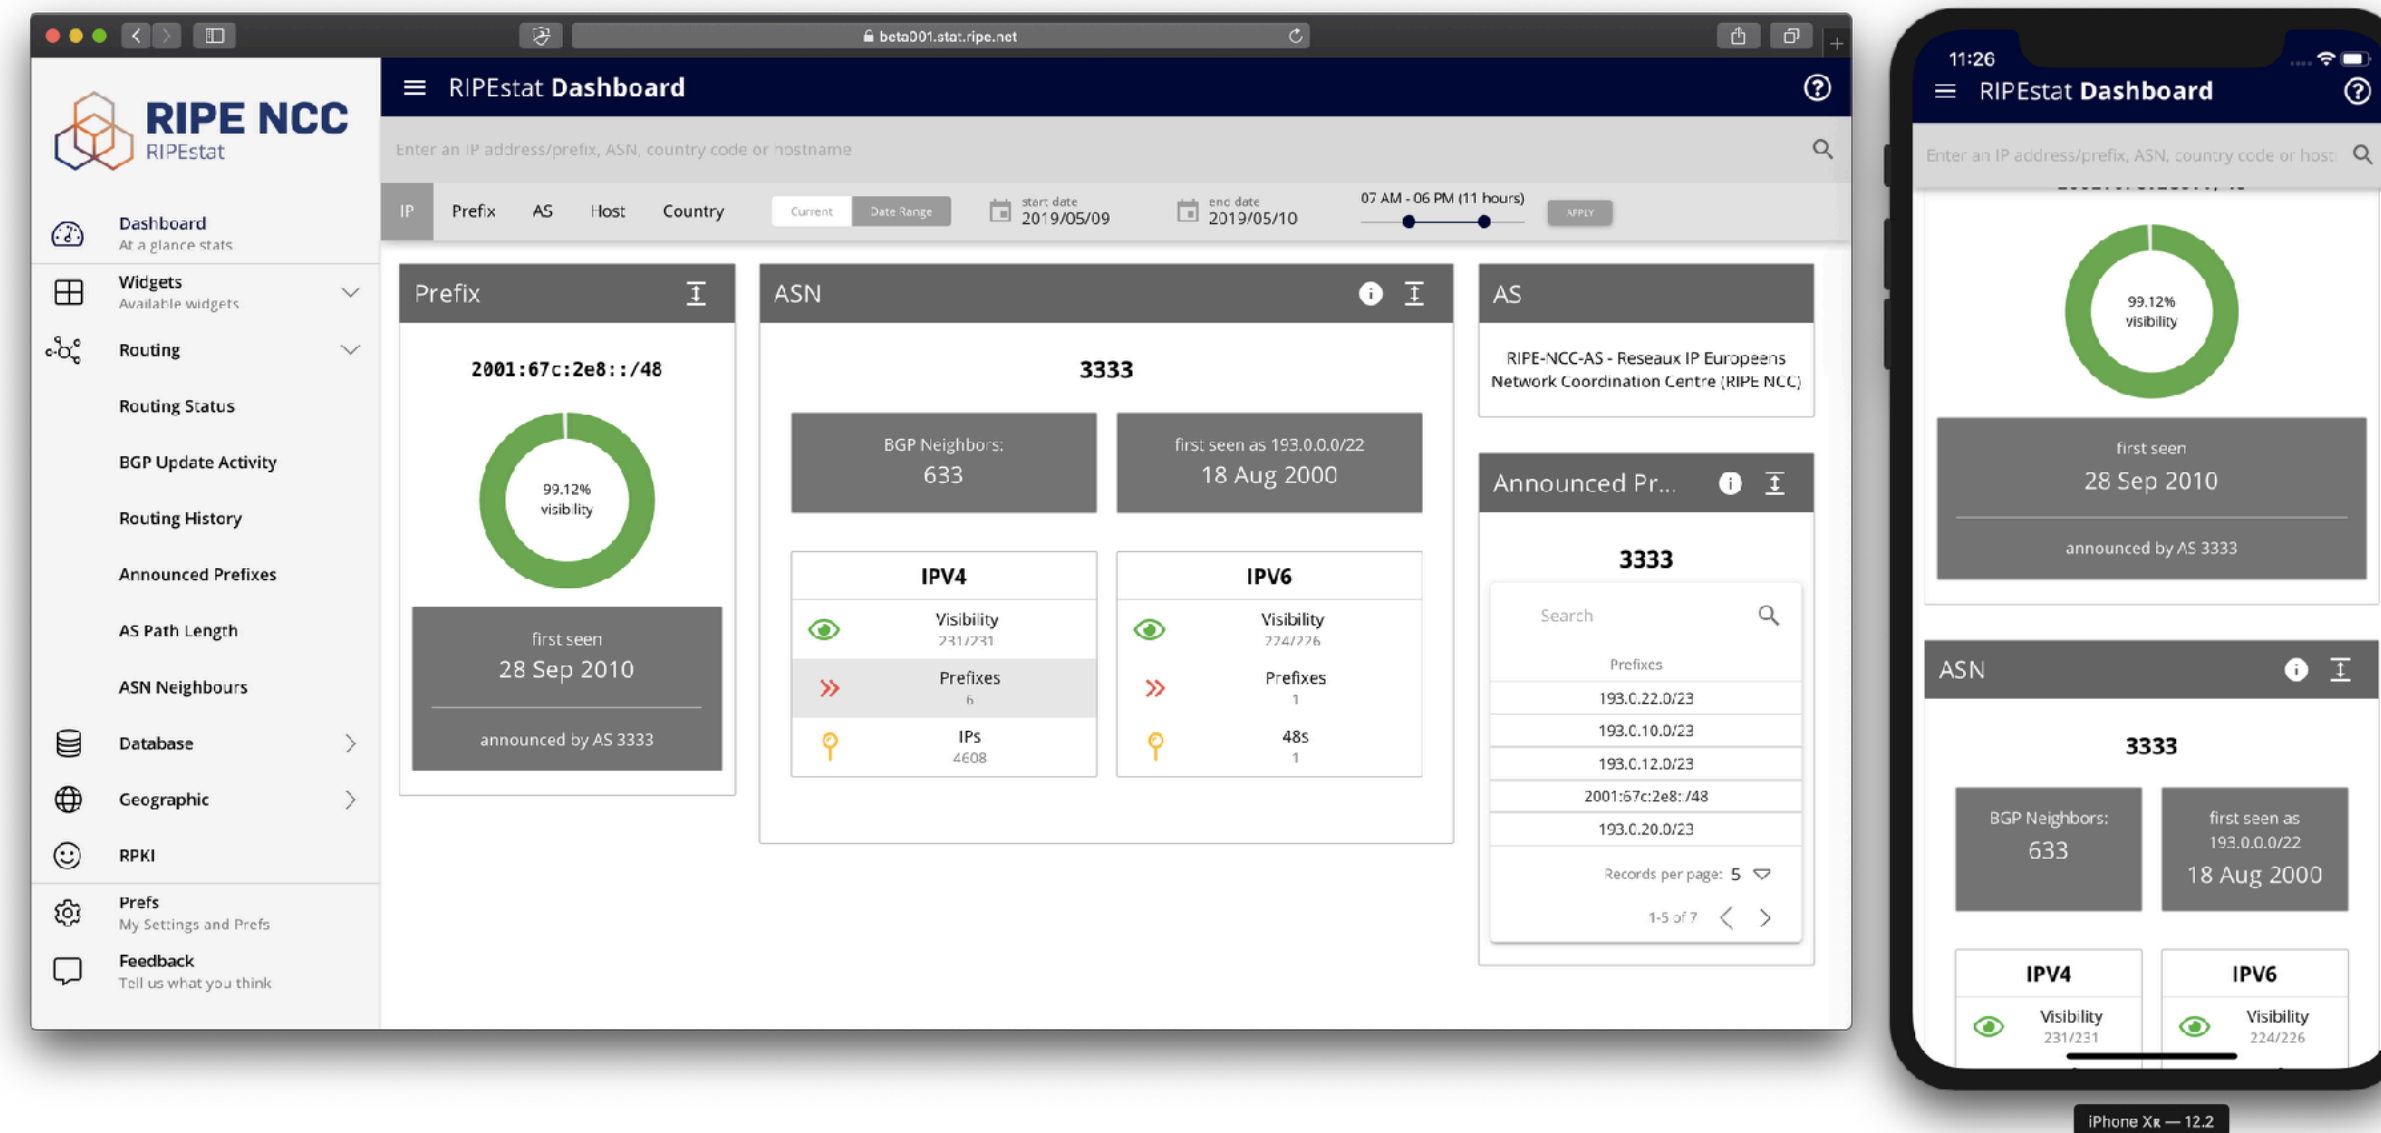 beta001.stat.ripe.net
RIPE NCC
RIPEstat
Dashboard
At a glance stats
Widgets
Available widgets
Routing
Routing Status
BGP Update Activity
Routing History
Announced Prefixes
AS Path Length
ASN Neighbours
Database
Geographic
RPKI
Prefs
My Settings and Prefs
Feedback
Tell us what you think
RIPEstat Dashboard
Enter an IP address/prefix, ASN, country code or hostname
IP Prefix AS Host Country Current Date Range start date 2019/05/09 end date 2019/05/10 07 AM - 06 PM (11 hours) APPLY
Prefix
2001:67c:2e8::/48
99.12%
visibility
first seen
28 Sep 2010
announced by AS 3333
ASN
3333
BGP Neighbors:
633
first seen as 193.0.0.0/22
18 Aug 2000
IPV4
Visibility
231/231
Prefixes
6
IPs
4608
IPV6
Visibility
224/226
Prefixes
1
48s
1
AS
RIPE-NCC-AS - Reseaux IP Europeens
Network Coordination Centre (RIPE NCC)
Announced Pr...
3333
Search
Prefixes
193.0.22.0/23
193.0.10.0/23
193.0.12.0/23
2001:67c:2e8::/48
193.0.20.0/23
Records per page: 5
1-5 of 7
11:26
RIPEstat Dashboard
Enter an IP address/prefix, ASN, country code or host
99.12%
visibility
first seen
28 Sep 2010
announced by AS 3333
ASN
3333
BGP Neighbors:
633
first seen as
193.0.0.0/22
18 Aug 2000
IPV4
Visibility
231/231
IPV6
Visibility
224/226
iPhone XR — 12.2